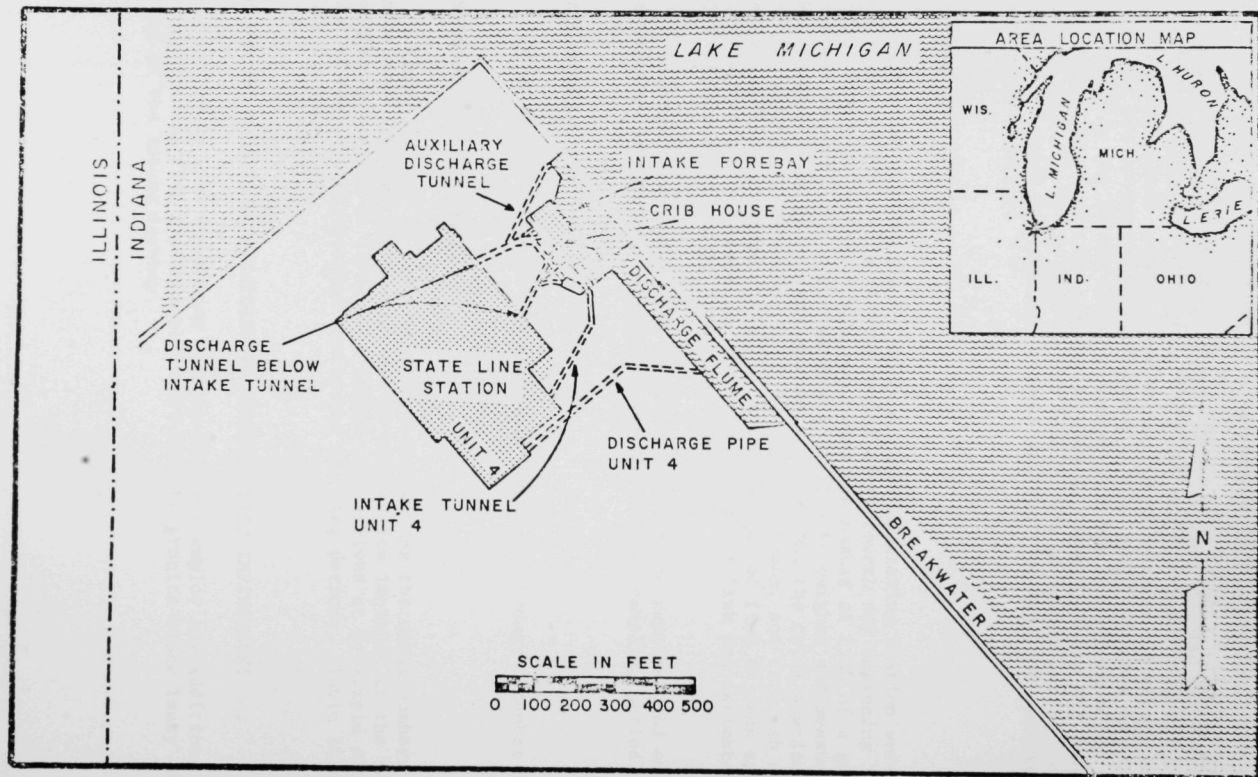 LAKE MICHIGAN
AREA LOCATION MAP
WIS.
L. MICHIGAN
MICH.
L. HURON
L. ERIE
ILL.
IND.
OHIO
ILLINOIS
INDIANA
AUXILIARY
DISCHARGE
TUNNEL
INTAKE FOREBAY
CRIB HOUSE
DISCHARGE FLUME
DISCHARGE
TUNNEL BELOW
INTAKE TUNNEL
STATE LINE
STATION
UNIT 4
DISCHARGE PIPE
UNIT 4
INTAKE TUNNEL
UNIT 4
BREAKWATER
N
SCALE IN FEET
0 100 200 300 400 500